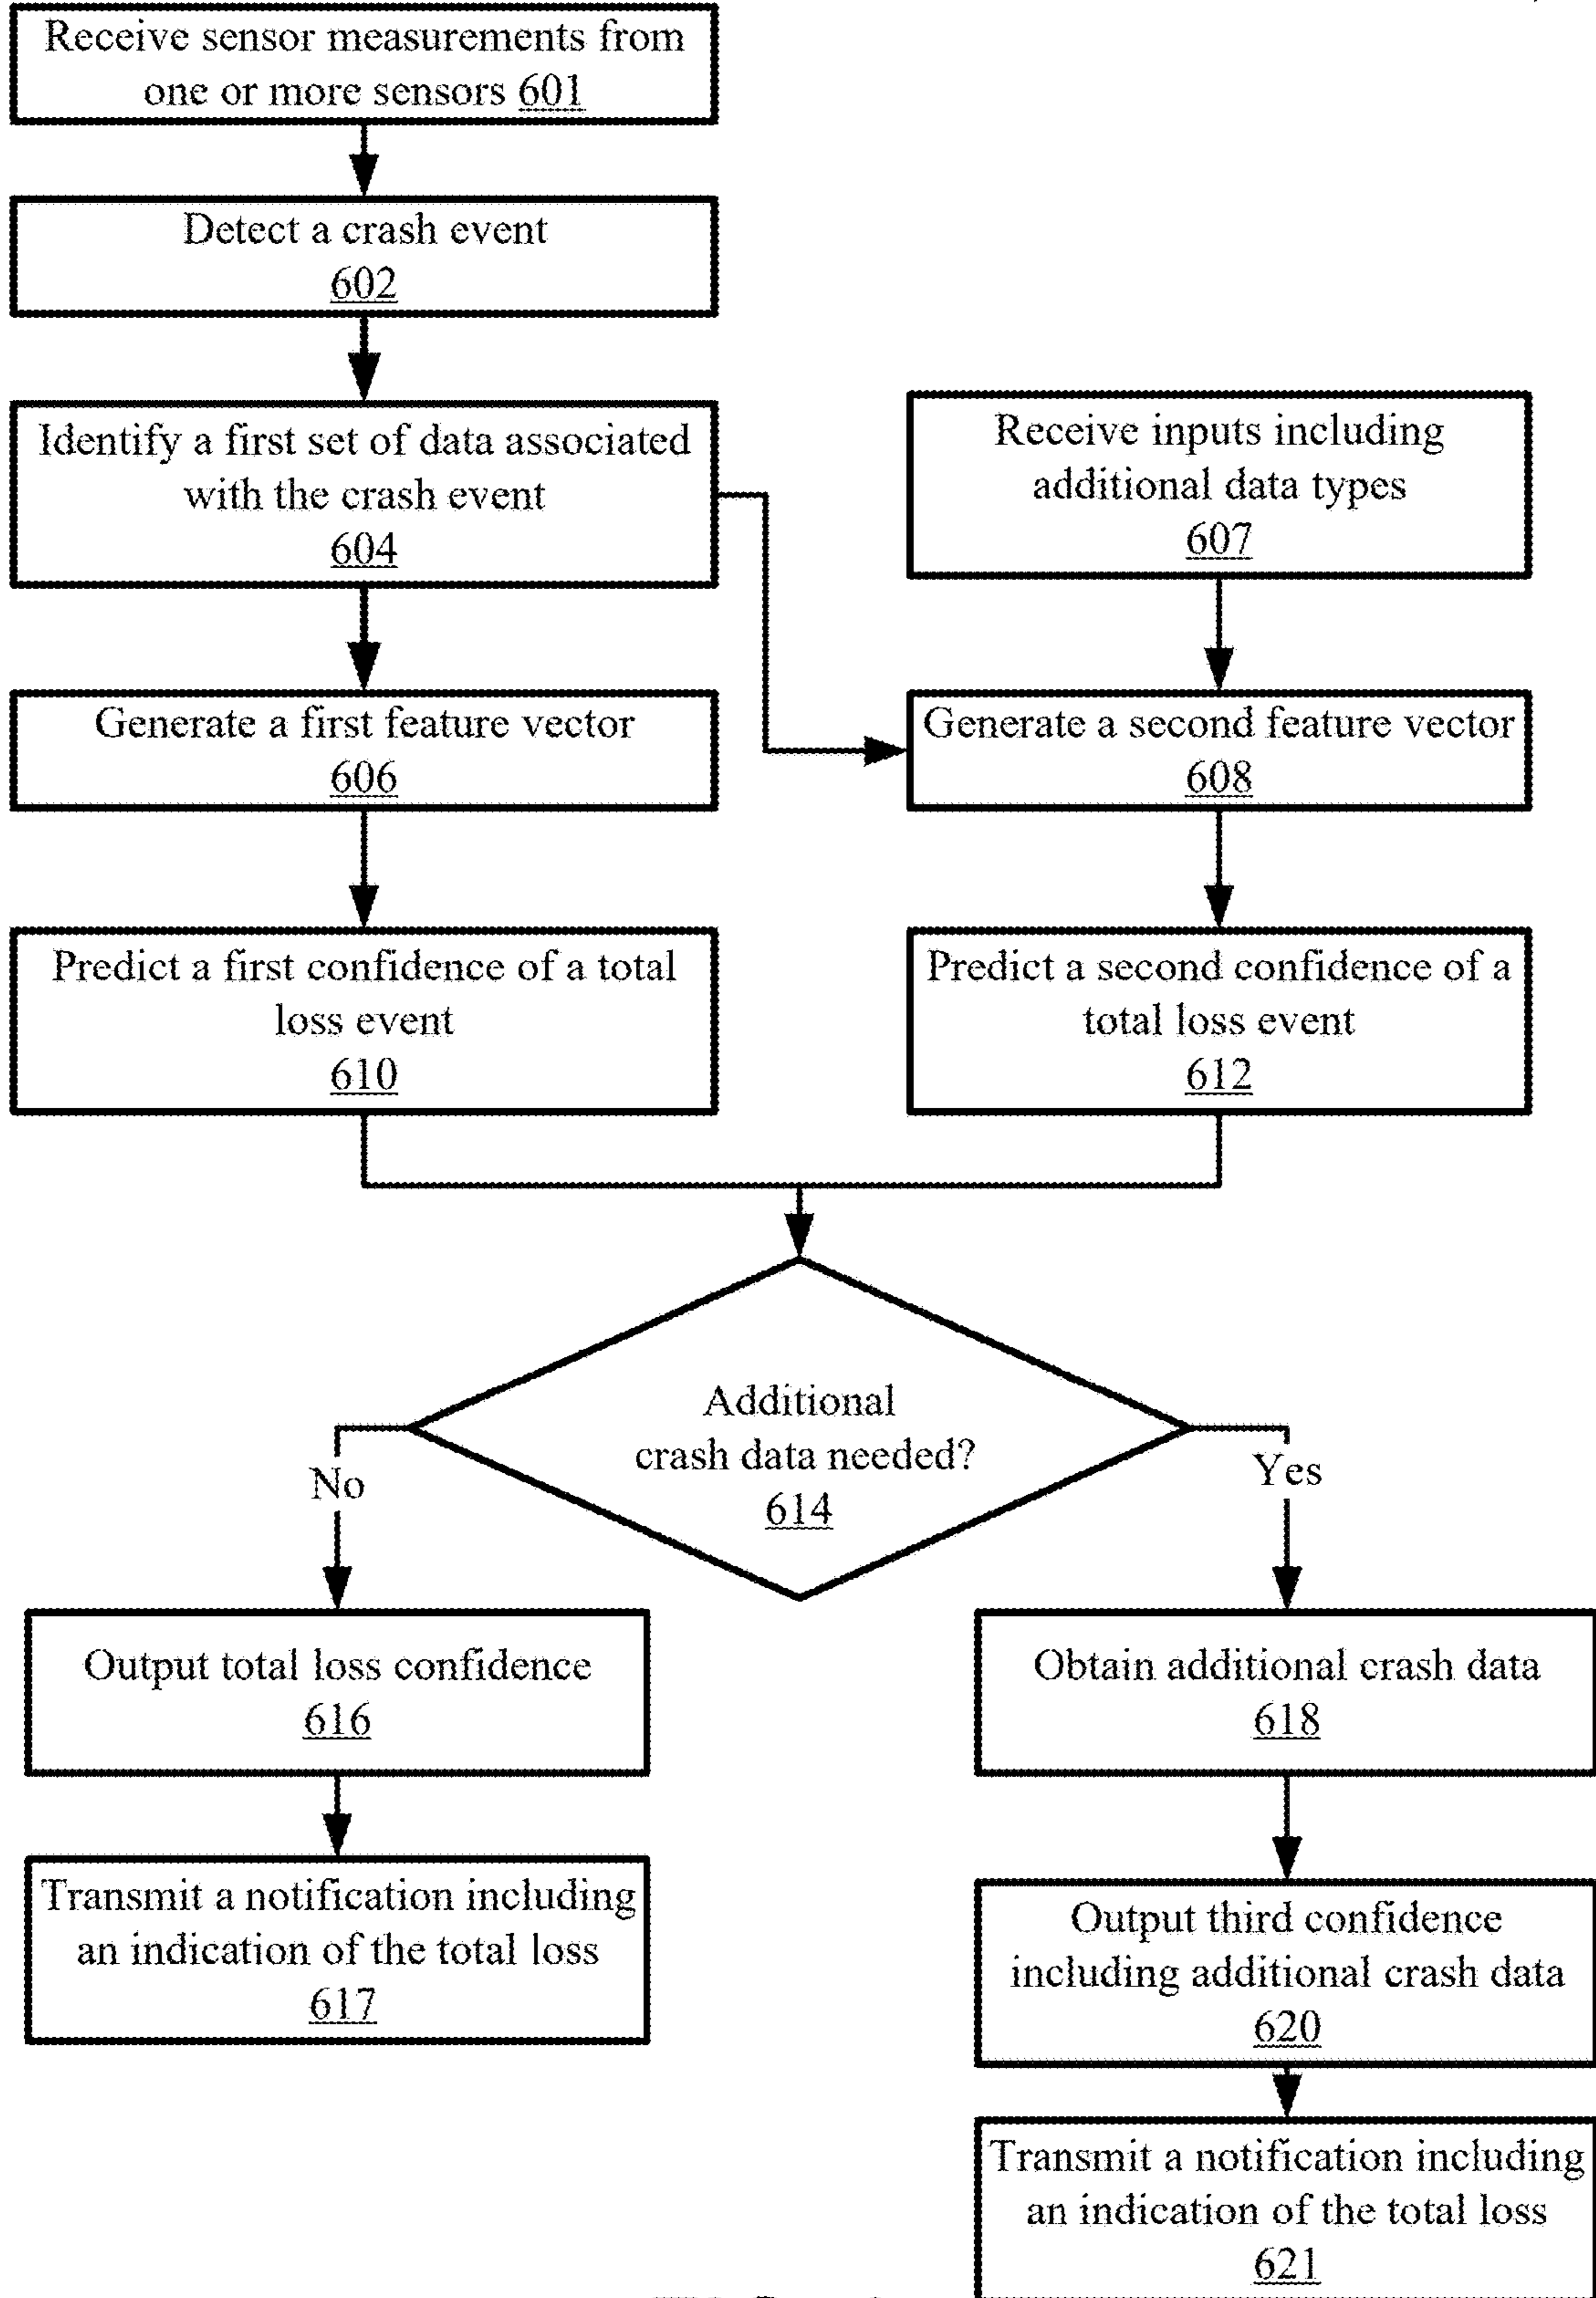 Receive sensor measurements from
one or more sensors 601
Detect a crash event
602
Identify a first set of data associated
with the crash event
604
Receive inputs including
additional data types
607
Generate a first feature vector
606
Generate a second feature vector
608
Predict a first confidence of a total
loss event
610
Predict a second confidence of a
total loss event
612
Additional
crash data needed?
614
No
Yes
Output total loss confidence
616
Obtain additional crash data
618
Transmit a notification including
an indication of the total loss
617
Output third confidence
including additional crash data
620
Transmit a notification including
an indication of the total loss
621